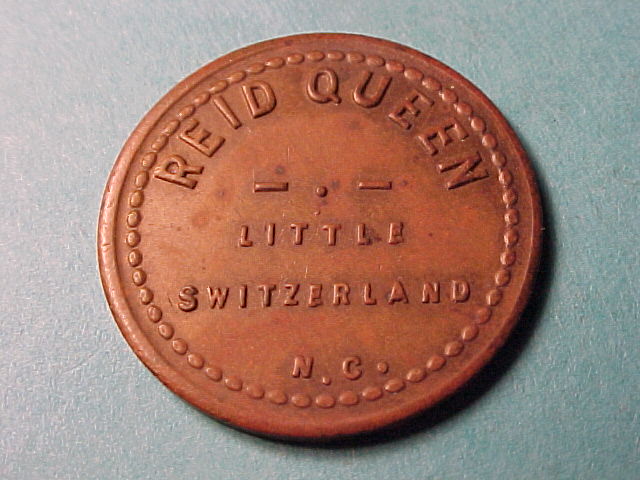 REID QUEEN
– . –
LITTLE
SWITZERLAND
N.C.